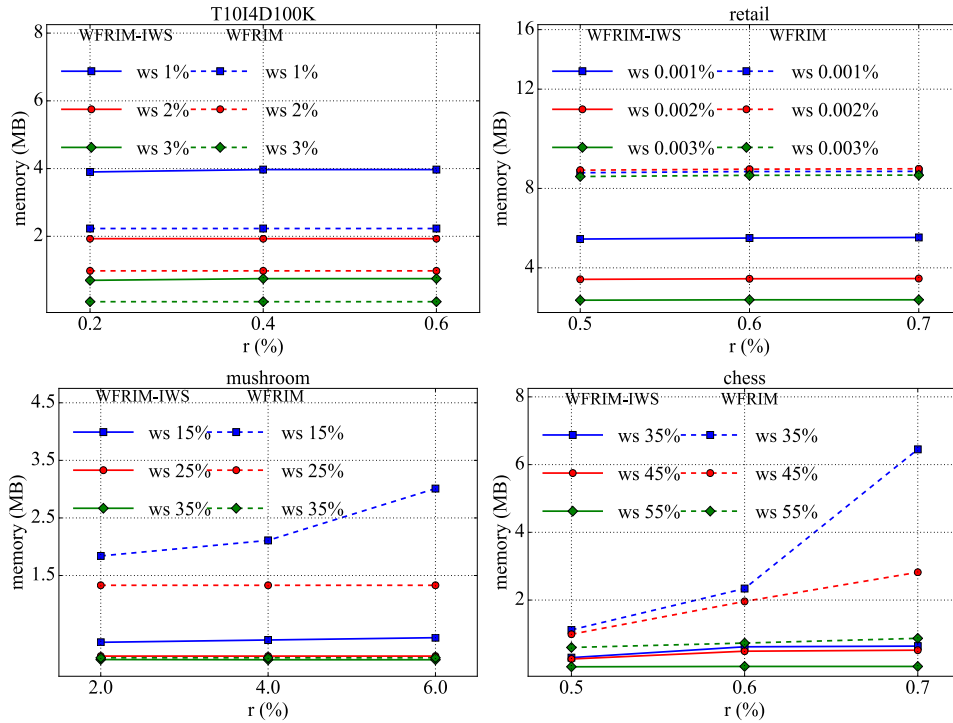 T10I4D100K
WFRIM-IWS WFRIM
ws 1% ws 1%
ws 2% ws 2%
ws 3% ws 3%
8
6
4
2
memory (MB)
0.2 0.4 0.6
r (%)
retail
WFRIM-IWS WFRIM
ws 0.001% ws 0.001%
ws 0.002% ws 0.002%
ws 0.003% ws 0.003%
16
12
8
4
memory (MB)
0.5 0.6 0.7
r (%)
mushroom
WFRIM-IWS WFRIM
ws 15% ws 15%
ws 25% ws 25%
ws 35% ws 35%
4.5
3.5
2.5
1.5
memory (MB)
2.0 4.0 6.0
r (%)
chess
WFRIM-IWS WFRIM
ws 35% ws 35%
ws 45% ws 45%
ws 55% ws 55%
8
6
4
2
memory (MB)
0.5 0.6 0.7
r (%)